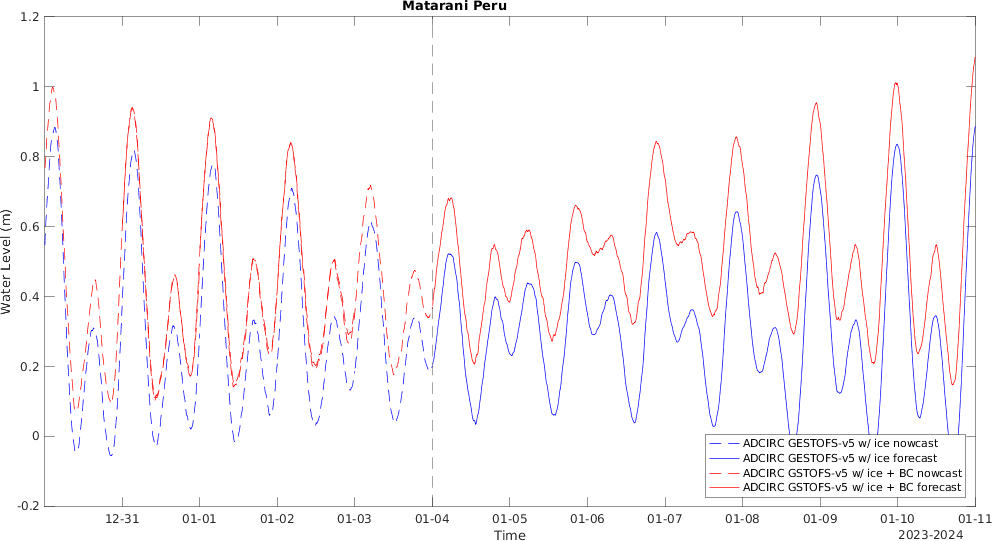 Matarani Peru
Water Level (m)
1.2
1
0.8
0.6
0.4
0.2
0
-0.2
ADCIRC GESTOFS-v5 w/ ice nowcast
ADCIRC GESTOFS-v5 w/ ice forecast
ADCIRC GSTOFS-v5 w/ ice + BC nowcast
ADCIRC GSTOFS-v5 w/ ice + BC forecast
12-31 01-01 01-02 01-03 01-04 01-05 01-06 01-07 01-08 01-09 01-10 01-11
Time
2023-2024